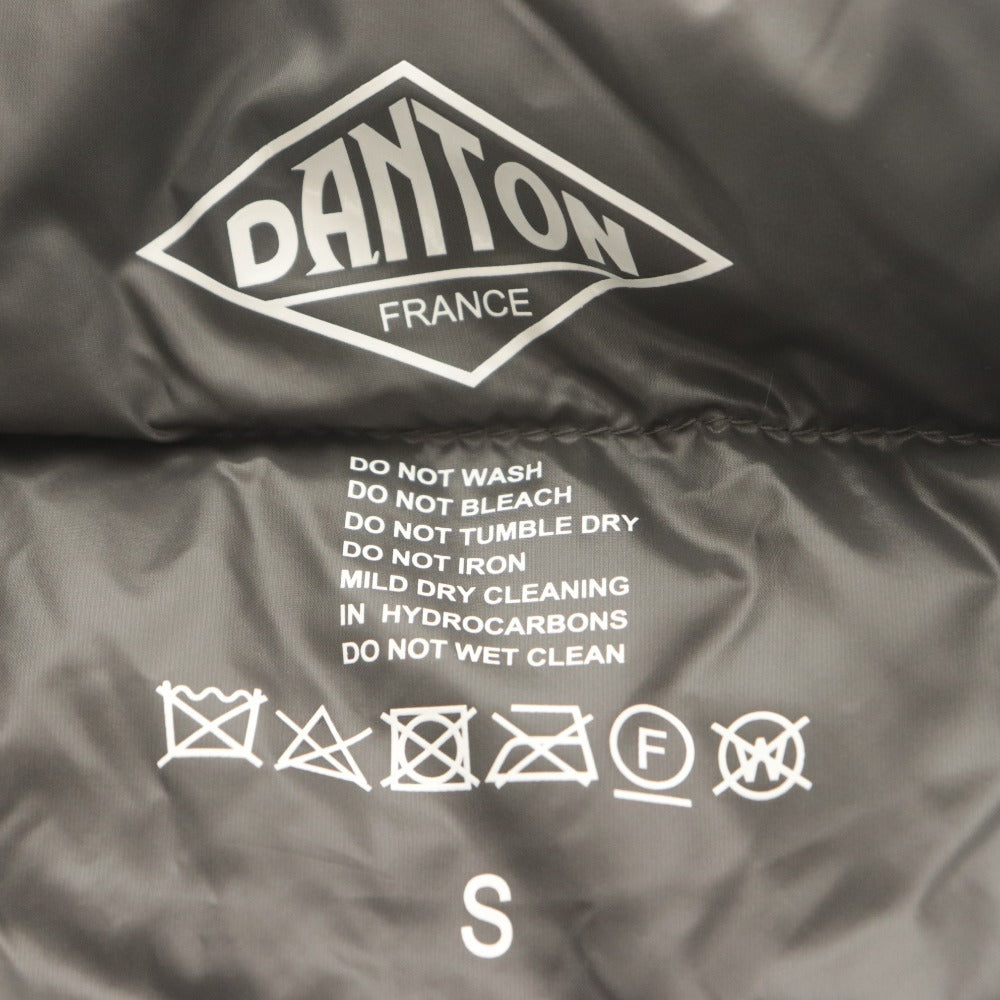 DANTON
FRANCE
DO NOT WASH
DO NOT BLEACH
DO NOT TUMBLE DRY
DO NOT IRON
MILD DRY CLEANING
IN HYDROCARBONS
DO NOT WET CLEAN
F W
S